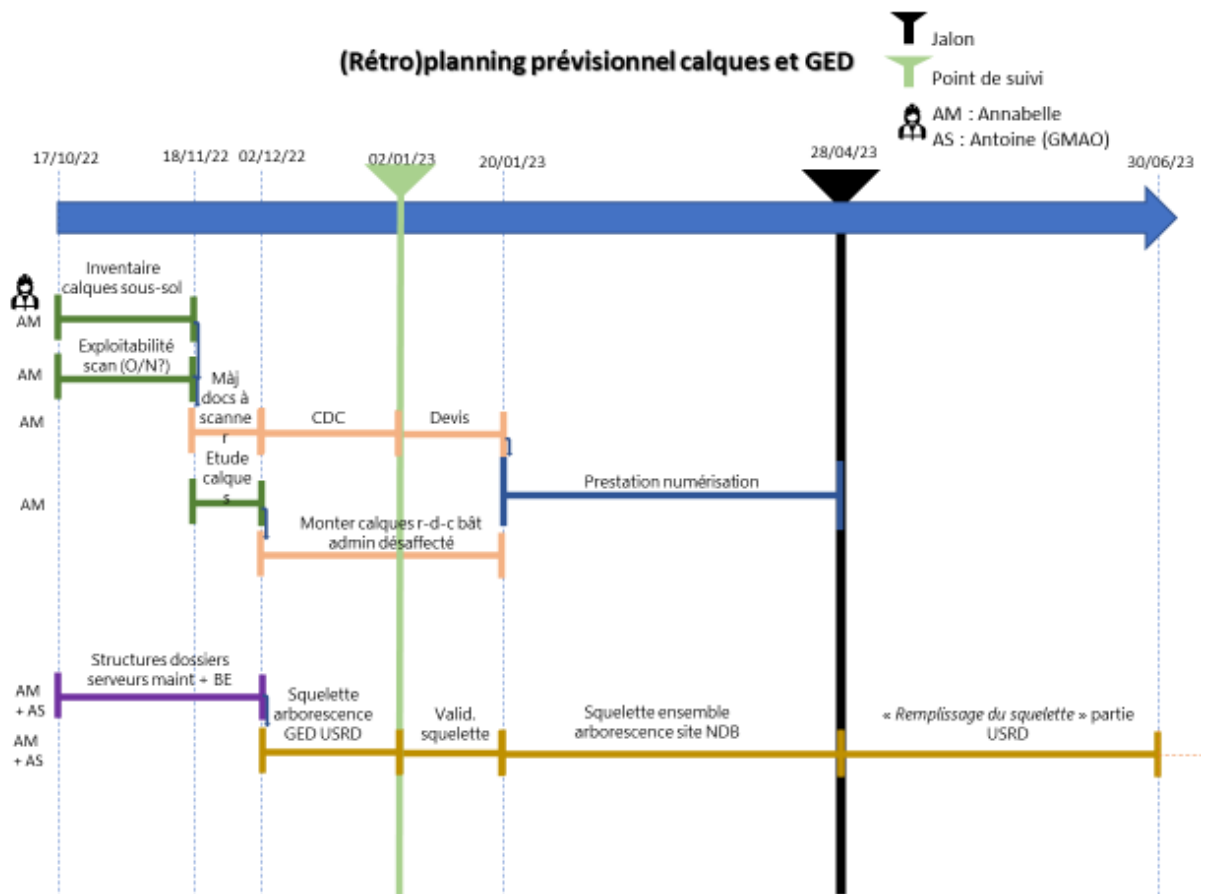 (Rétro)planning prévisionnel calques et GED
Jalon
Point de suivi
AM : Annabelle
AS : Antoine (GMAO)
17/10/22
18/11/22
02/12/22
02/01/23
20/01/23
28/04/23
30/06/23
Inventaire
calques sous-sol
AM
Exploitabilité
scan (O/N?)
AM
Màj
docs à
scanne
r
CDC
Devis
AM
Etude
calque
s
Prestation numérisation
AM
Monter calques r-d-c bât
admin désaffecté
Structures dossiers
serveurs maint + BE
AM
+ AS
Squelette
arborescence
GED USRD
Valid.
squelette
Squelette ensemble
arborescence site NDB
« Remplissage du squelette » partie
USRD
AM
+ AS